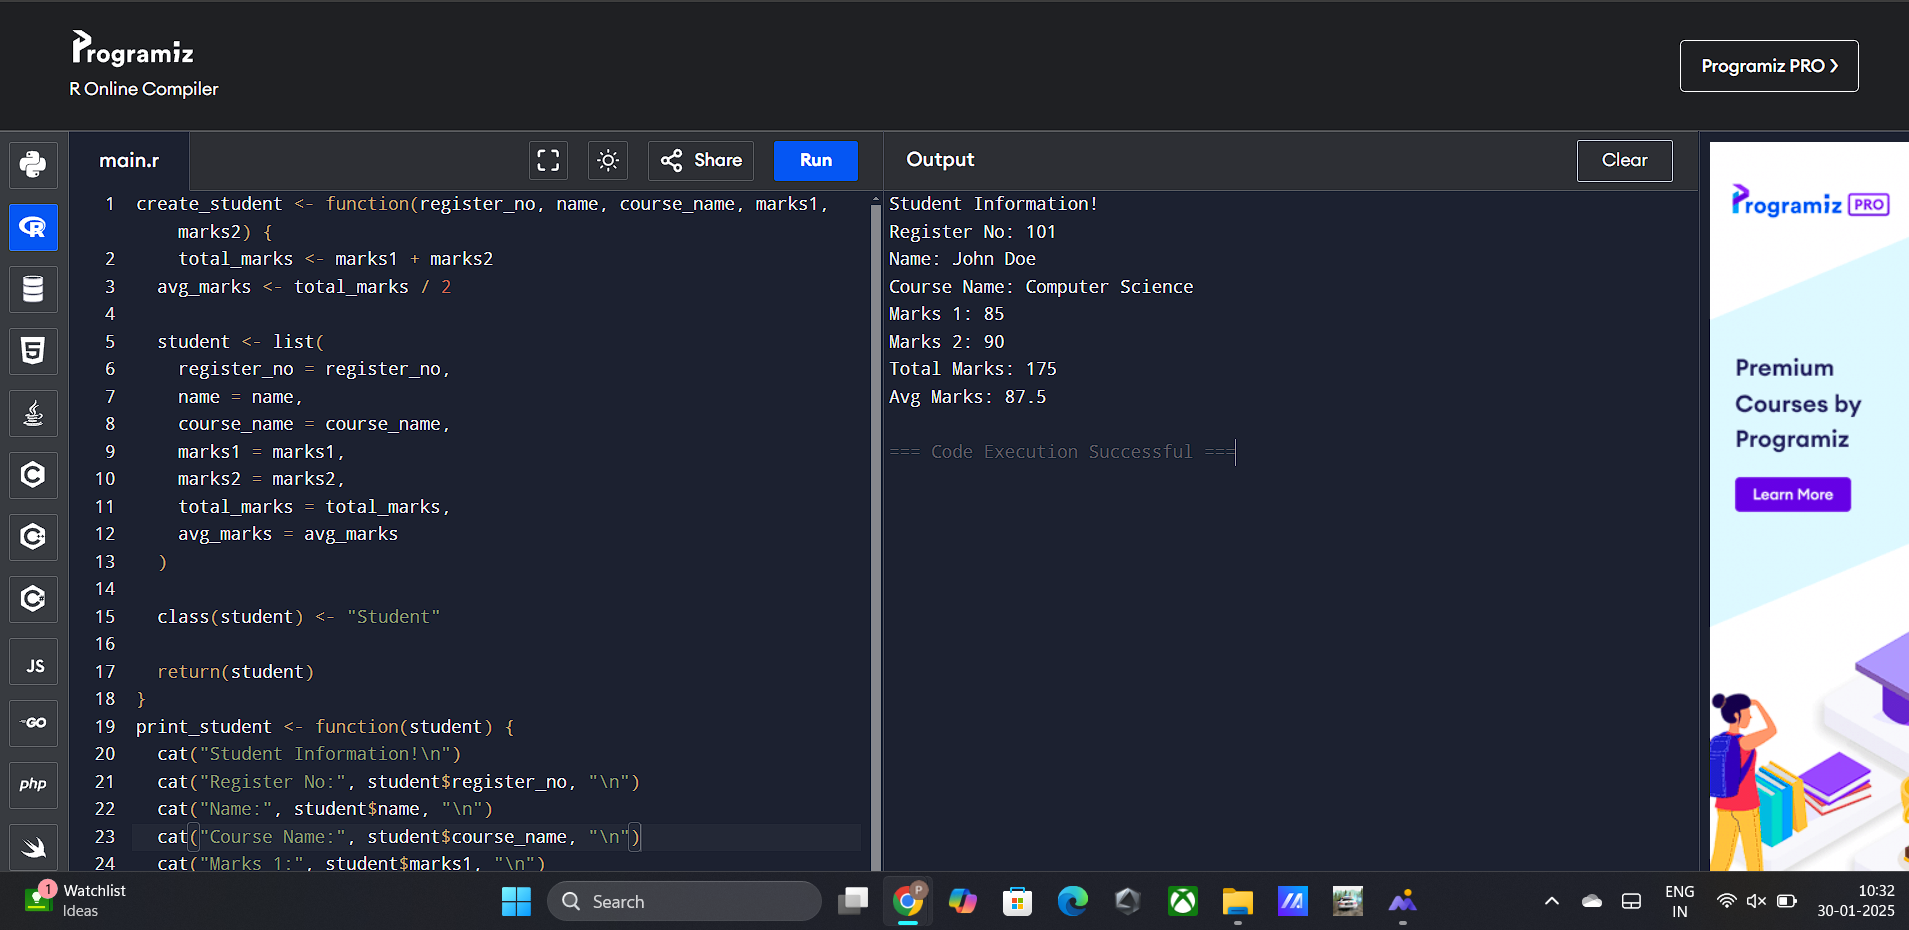 Programiz
R Online Compiler
Programiz PRO
main.r
Share
Run
Output
Clear
1 create_student <- function(register_no, name, course_name, marks1,
marks2) {
2 total_marks <- marks1 + marks2
3 avg_marks <- total_marks / 2
4
5 student <- list(
6 register_no = register_no,
7 name = name,
8 course_name = course_name,
9 marks1 = marks1,
10 marks2 = marks2,
11 total_marks = total_marks,
12 avg_marks = avg_marks
13 )
14
15 class(student) <- "Student"
16
17 return(student)
18 }
19 print_student <- function(student) {
20 cat("Student Information!\n")
21 cat("Register No:", student$register_no, "\n")
22 cat("Name:", student$name, "\n")
23 cat("Course Name:", student$course_name, "\n")
24 cat("Marks 1:", student$marks1, "\n")
Student Information!
Register No: 101
Name: John Doe
Course Name: Computer Science
Marks 1: 85
Marks 2: 90
Total Marks: 175
Avg Marks: 87.5
=== Code Execution Successful ===
Programiz PRO
Premium
Courses by
Programiz
Learn More
JS
GO
php
1
Watchlist
Ideas
Search
P
ENG
IN
10:32
30-01-2025